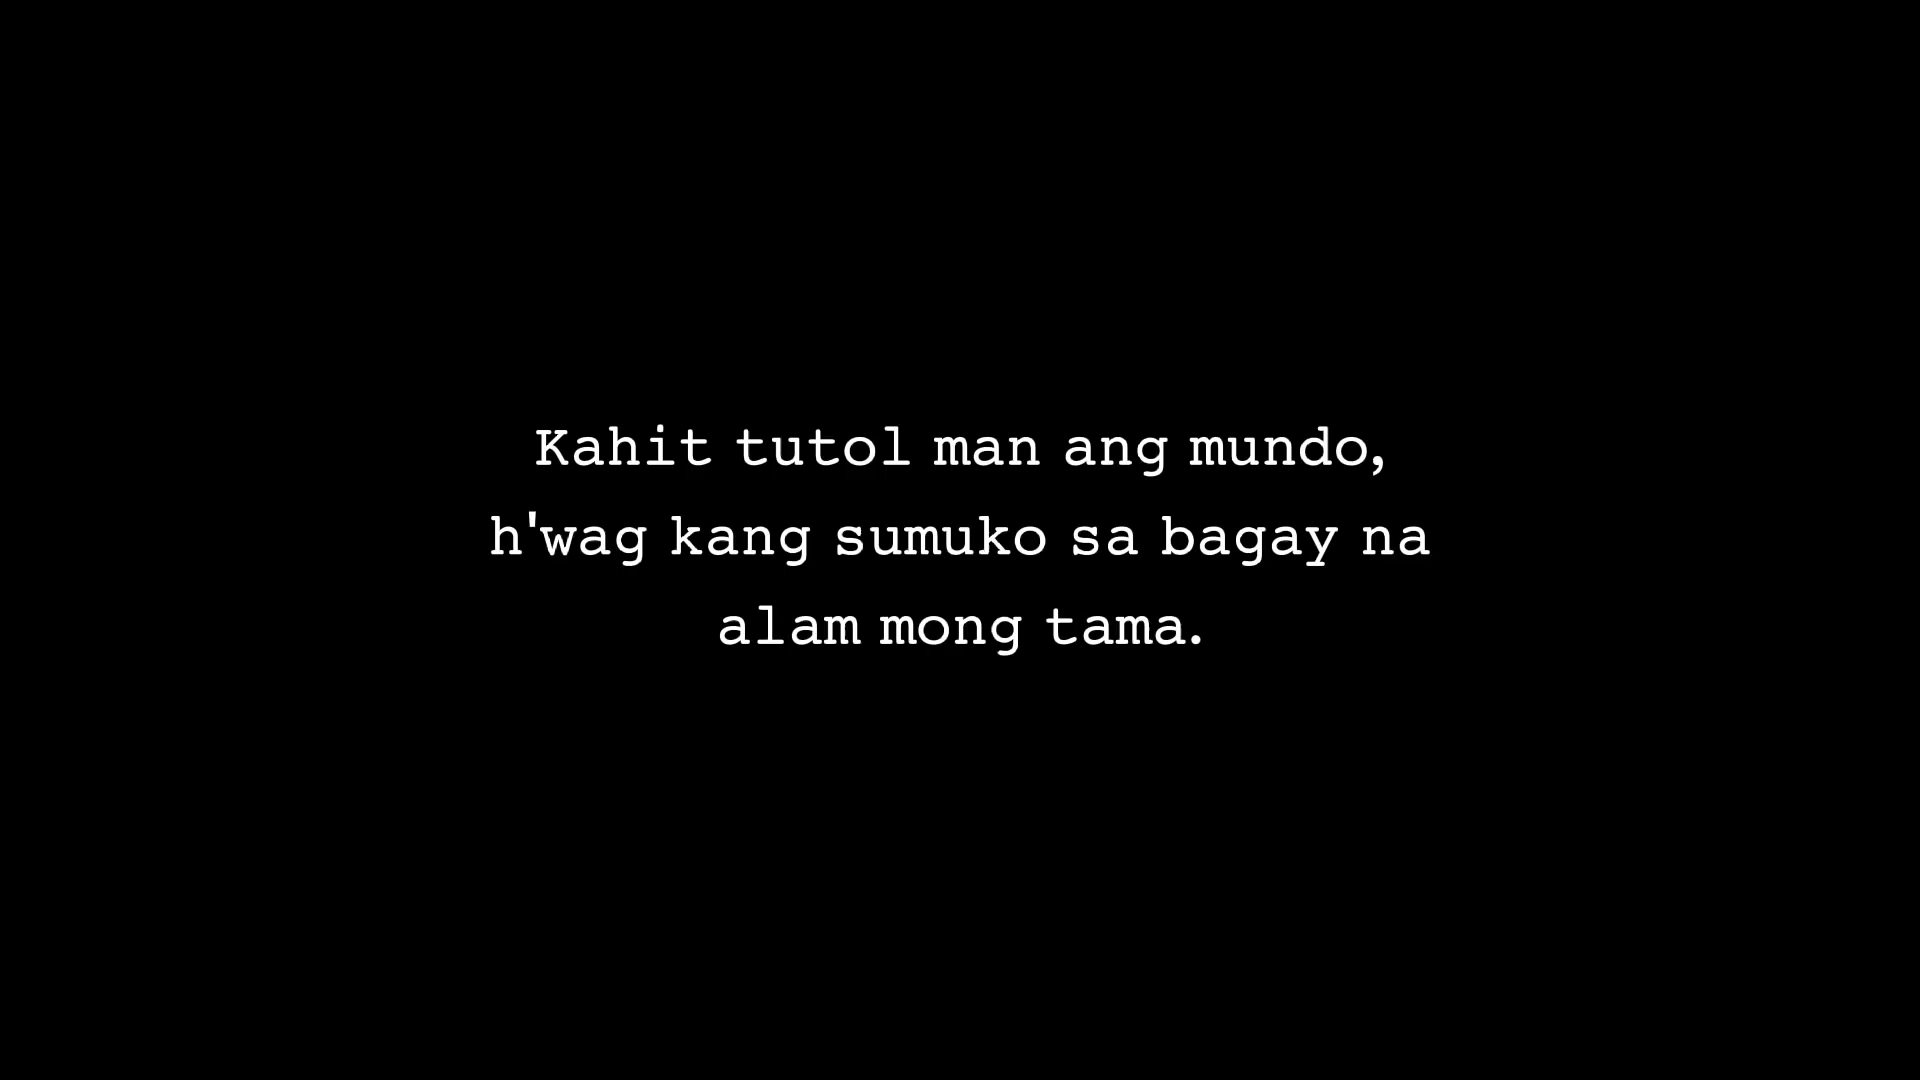 Kahit tutol man ang mundo,
h'wag kang sumuko sa bagay na
alam mong tama.